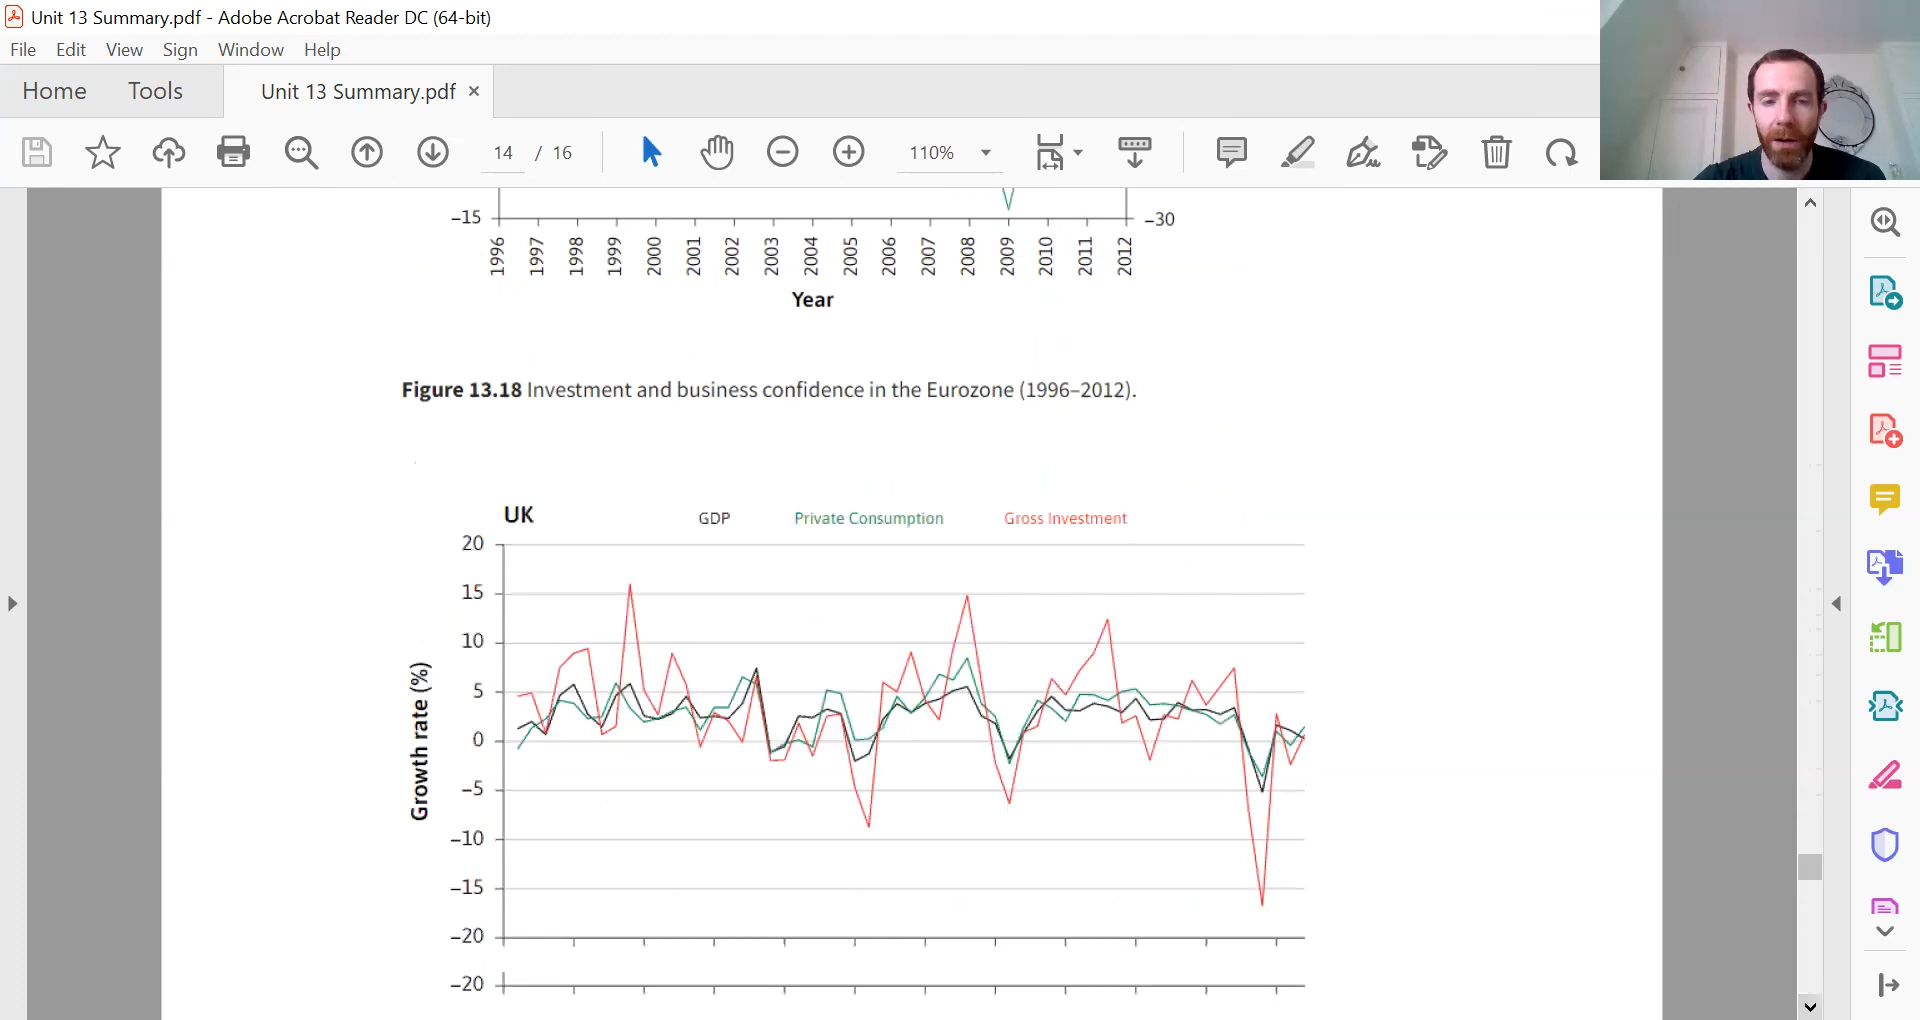 Unit 13 Summary.pdf - Adobe Acrobat Reader DC (64-bit)
File Edit View Sign Window Help
Home Tools Unit 13 Summary.pdf ×
14 / 16 110%
-15 -30
1996 1997 1998 1999 2000 2001 2002 2003 2004 2005 2006 2007 2008 2009 2010 2011 2012
Year
Figure 13.18 Investment and business confidence in the Eurozone (1996–2012).
UK GDP Private Consumption Gross Investment
20
15
10
5
0
-5
-10
-15
-20
-20
Growth rate (%)